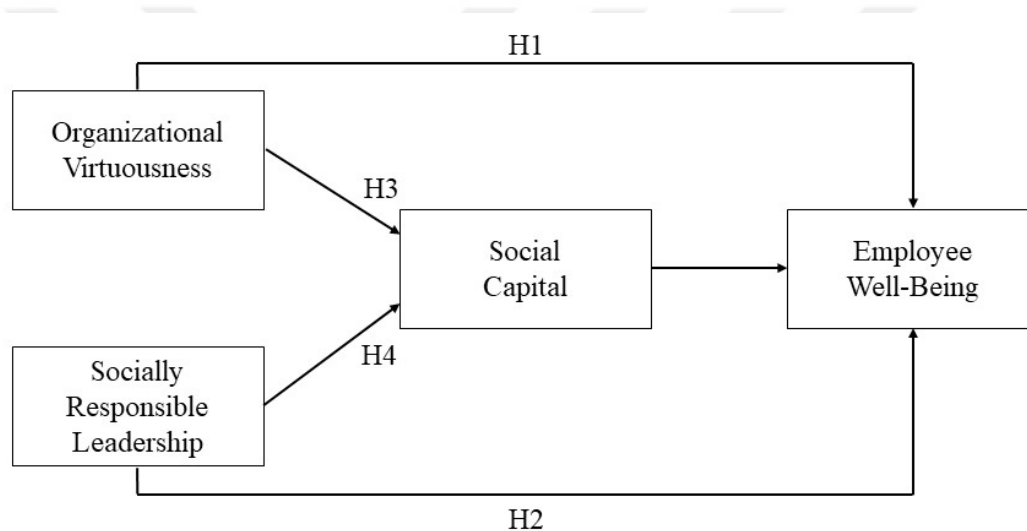 H1
Organizational
Virtuousness
H3
Social
Capital
Employee
Well-Being
H4
Socially
Responsible
Leadership
H2